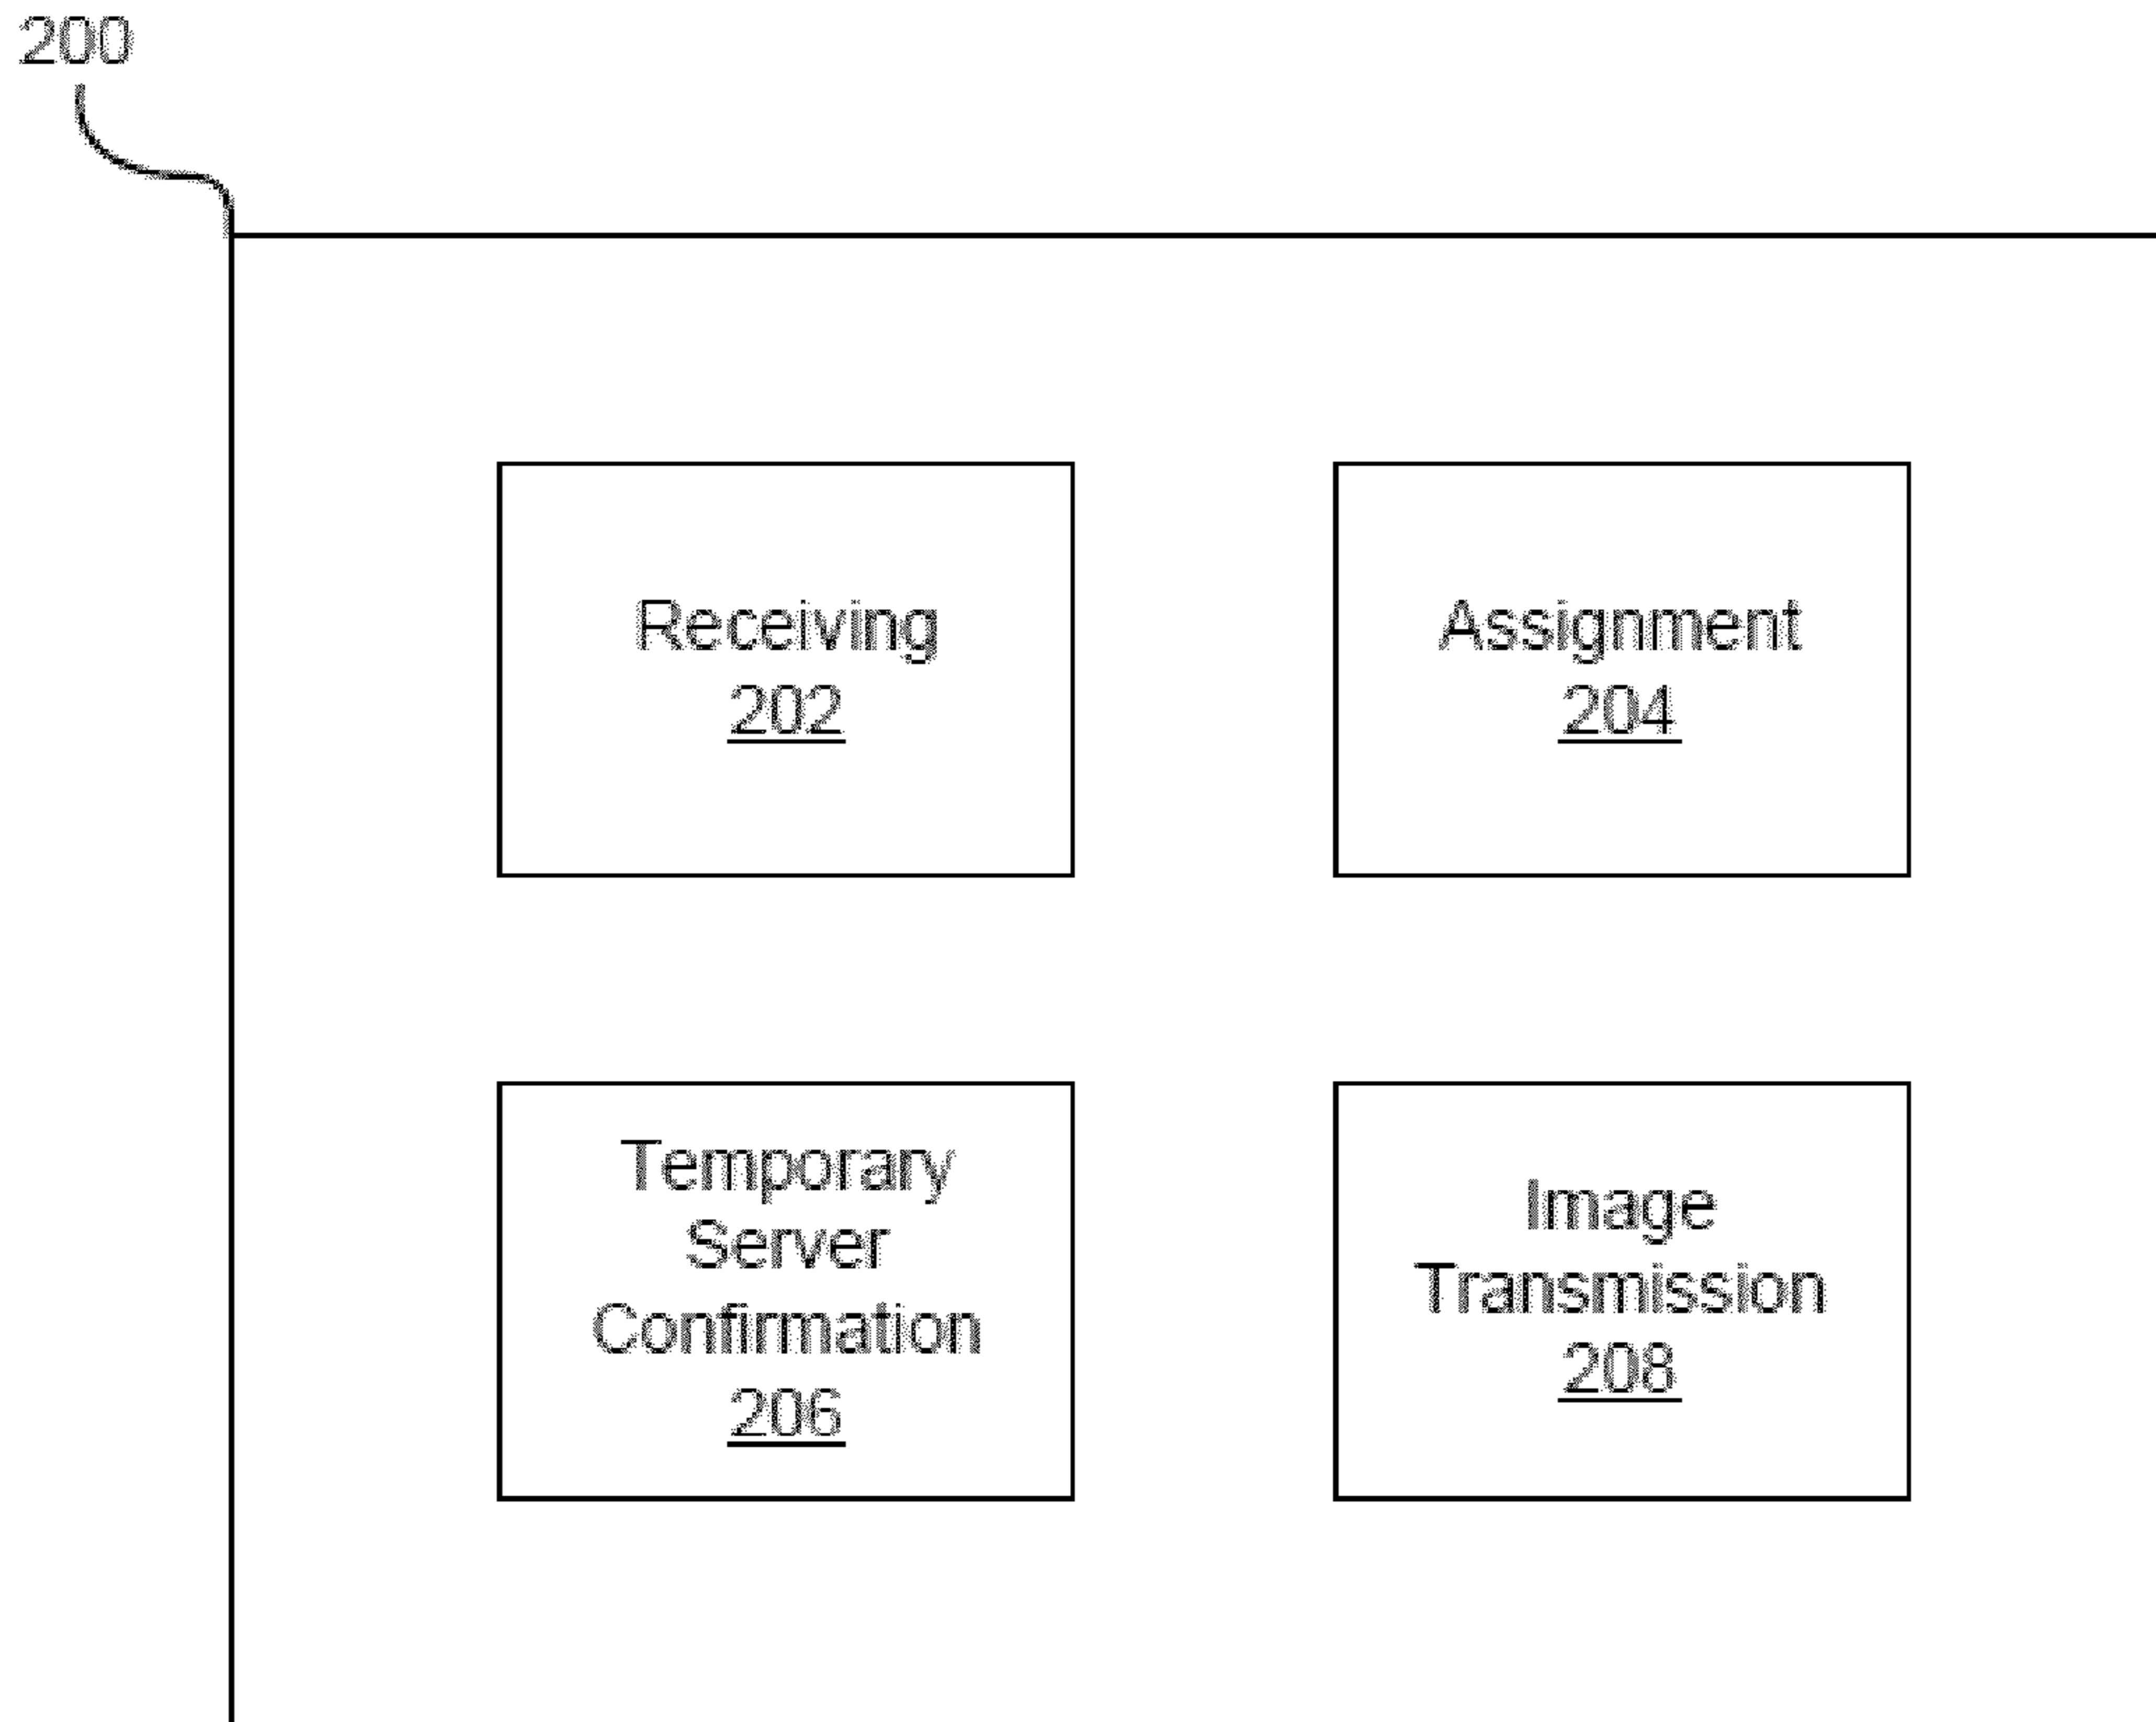 200
Receiving
202
Assignment
204
Temporary
Server
Confirmation
206
Image
Transmission
208